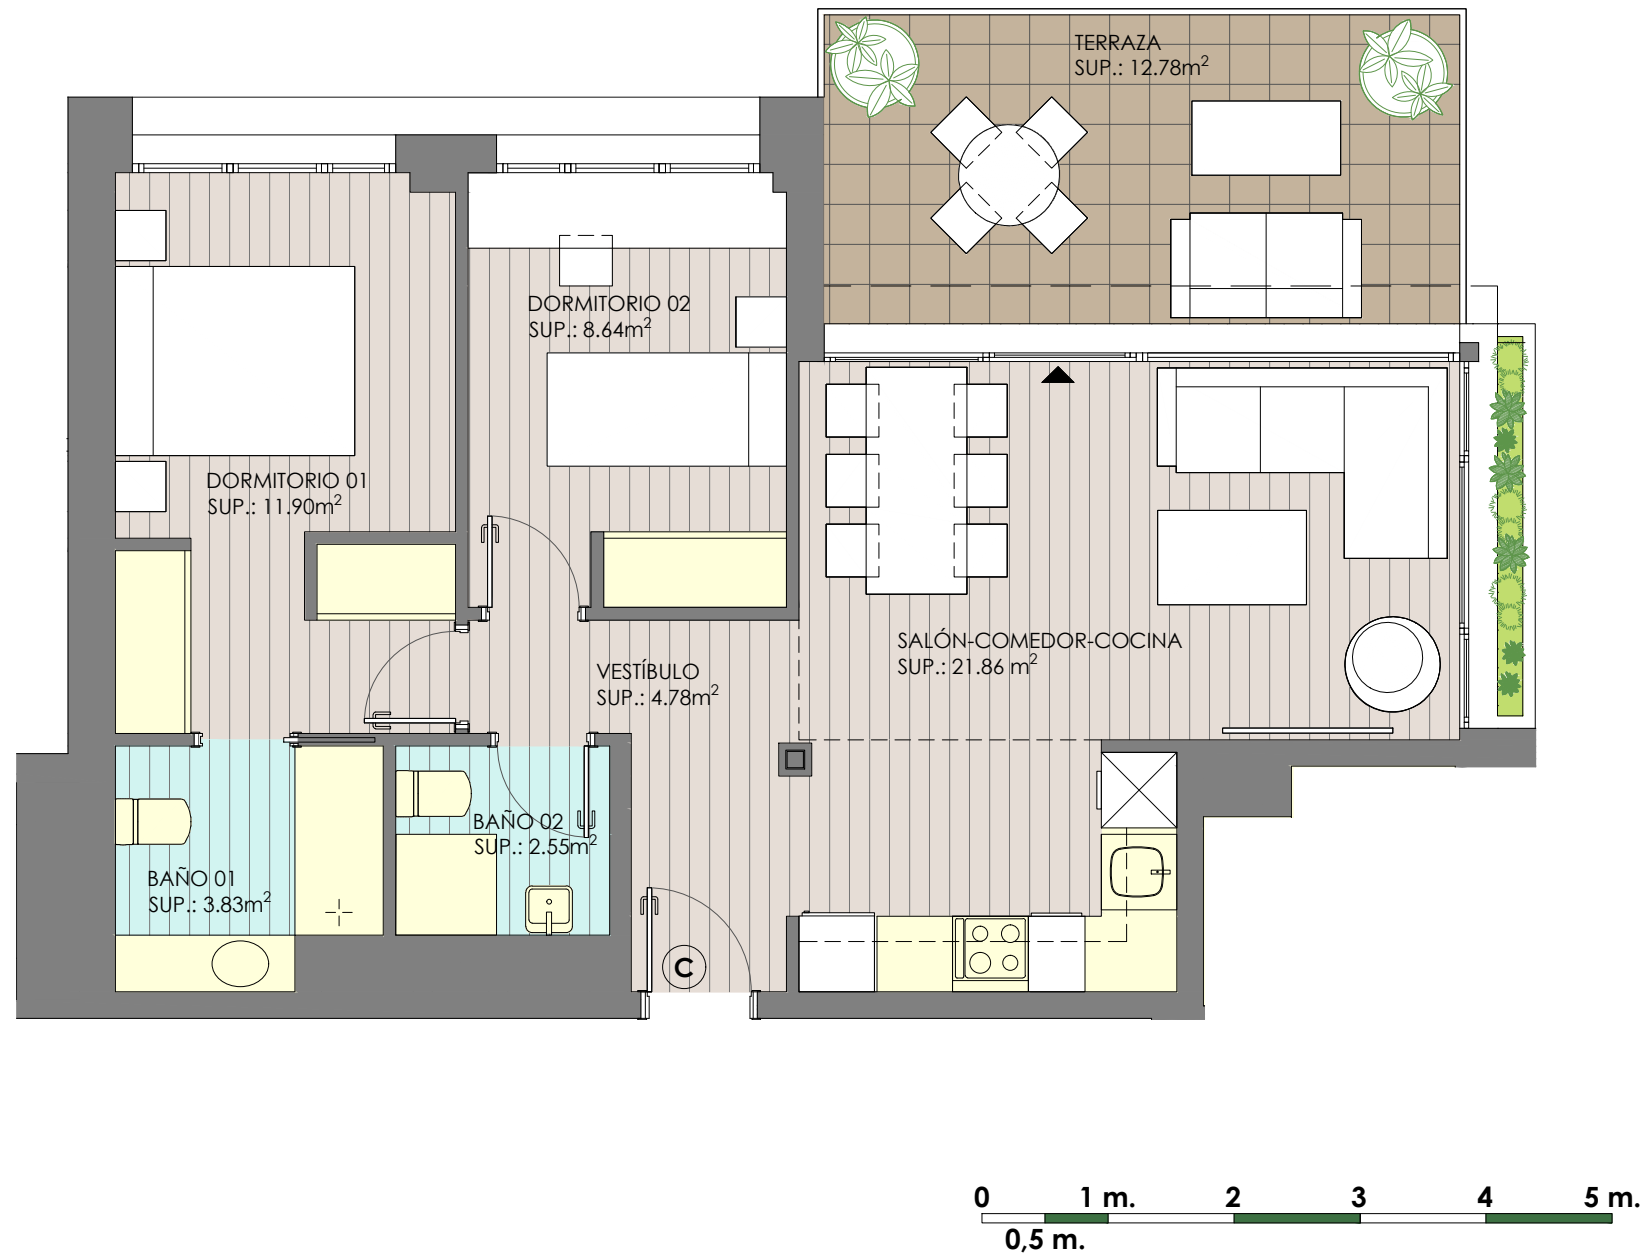 TERRAZA
SUP.: 12.78m²
DORMITORIO 02
SUP.: 8.64m²
DORMITORIO 01
SUP.: 11.90m²
SALÓN-COMEDOR-COCINA
SUP.: 21.86 m²
VESTÍBULO
SUP.: 4.78m²
BAÑO 02
SUP.: 2.55m²
BAÑO 01
SUP.: 3.83m²
C
0 1 m. 2 3 4 5 m.
0,5 m.